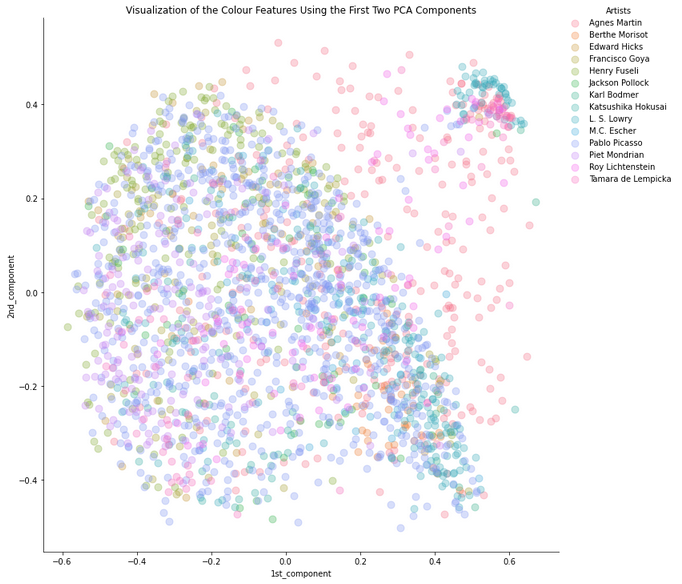 Visualization of the Colour Features Using the First Two PCA Components
Artists
Agnes Martin
Berthe Morisot
Edward Hicks
Francisco Goya
Henry Fuseli
Jackson Pollock
Karl Bodmer
Katsushika Hokusai
L. S. Lowry
M.C. Escher
Pablo Picasso
Piet Mondrian
Roy Lichtenstein
Tamara de Lempicka
2nd_component
0.4
0.2
0.0
−0.2
−0.4
−0.6 −0.4 −0.2 0.0 0.2 0.4 0.6
1st_component